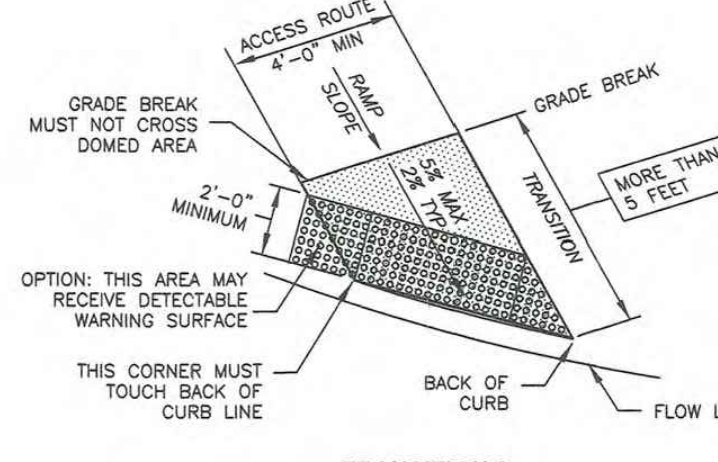 ACCESS ROUTE
4'-0" MIN
RAMP
SLOPE
GRADE BREAK
GRADE BREAK
MUST NOT CROSS
DOMED AREA
5% MAX
2% TYP
TRANSITION
MORE THAN
5 FEET
2'-0"
MINIMUM
OPTION: THIS AREA MAY
RECEIVE DETECTABLE
WARNING SURFACE
THIS CORNER MUST
TOUCH BACK OF
CURB LINE
BACK OF
CURB
FLOW L